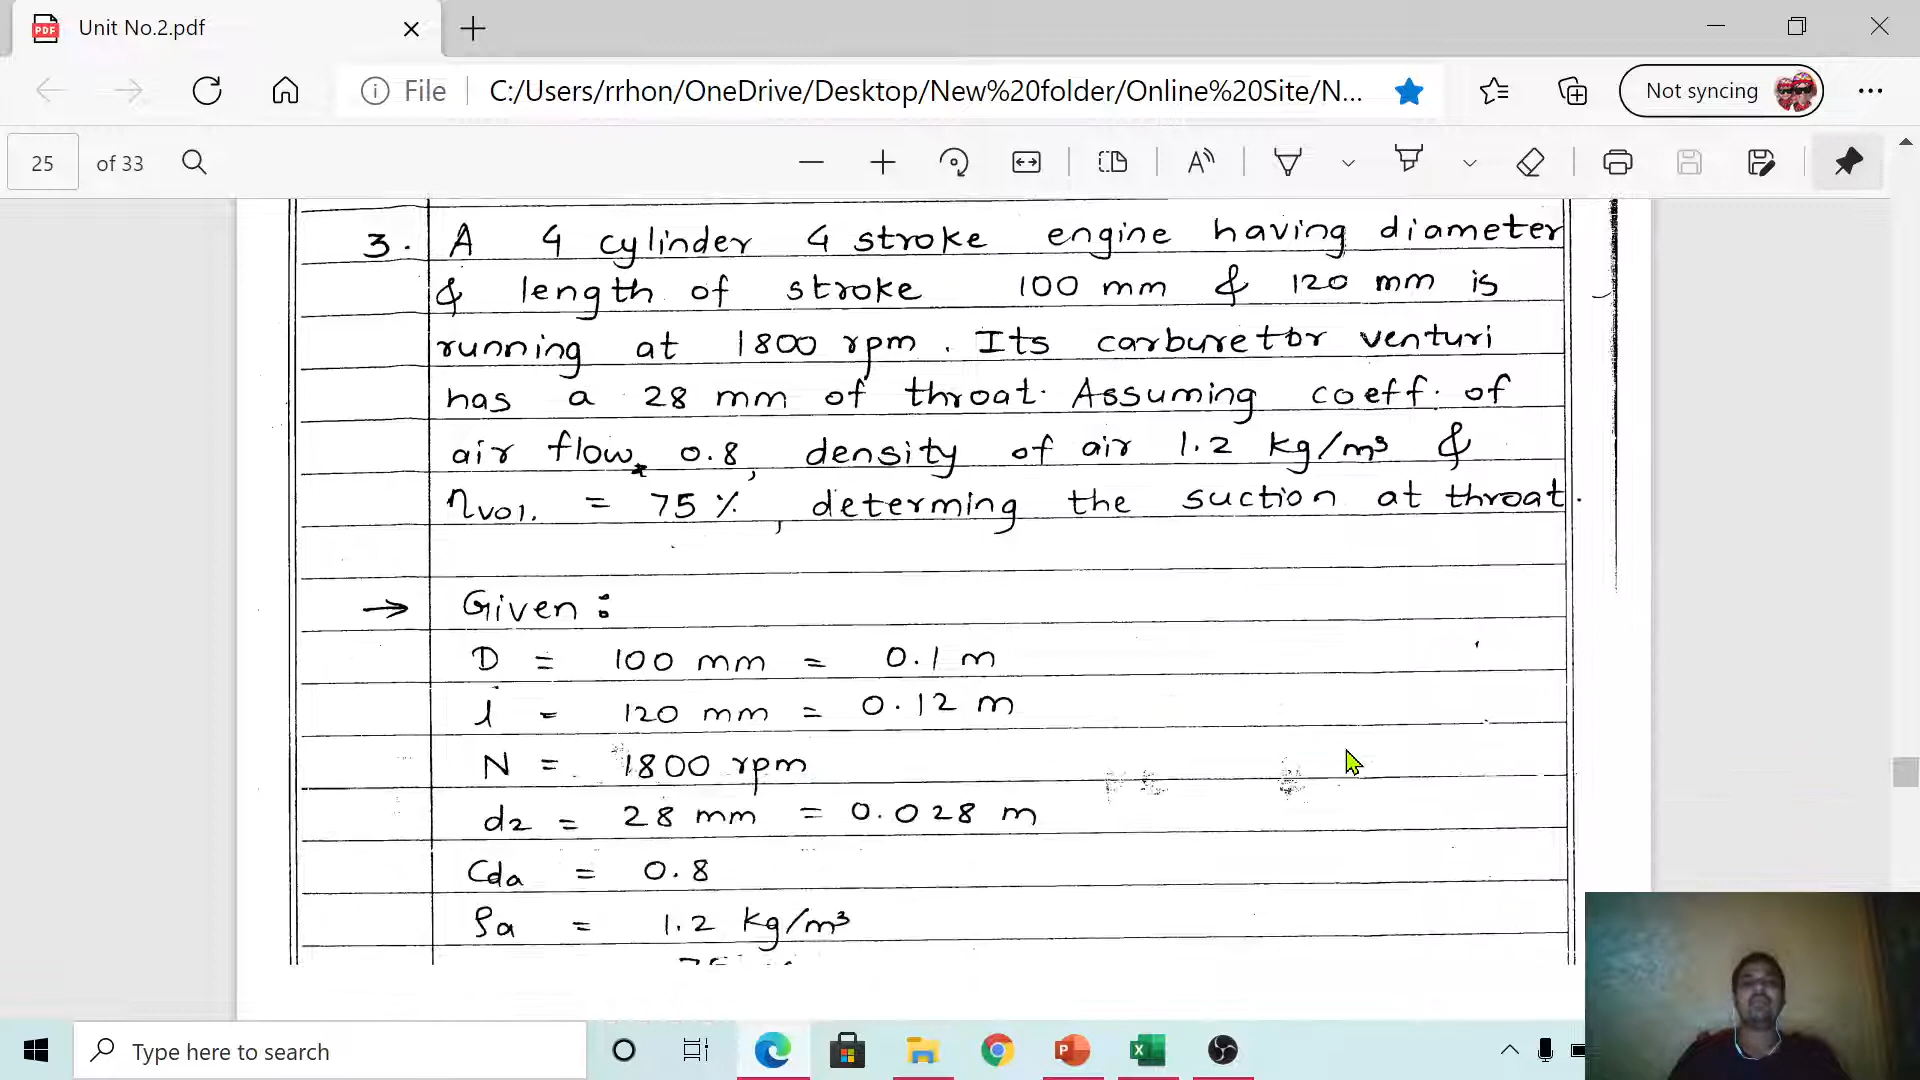 Unit No.2.pdf
File C:/Users/rrhon/OneDrive/Desktop/New%20folder/Online%20Site/N... Not syncing
25 of 33
3. A 4 cylinder 4 stroke engine having diameter
& length of stroke 100 mm & 120 mm is
running at 1800 rpm. Its carburettor venturi
has a 28 mm of throat. Assuming coeff. of
air flow 0.8, density of air 1.2 kg/m³ &
ηvol. = 75 %, determing the suction at throat.
→ Given :
D = 100 mm = 0.1 m
l = 120 mm = 0.12 m
N = 1800 rpm
d2 = 28 mm = 0.028 m
Cda = 0.8
ρa = 1.2 kg/m³
Type here to search